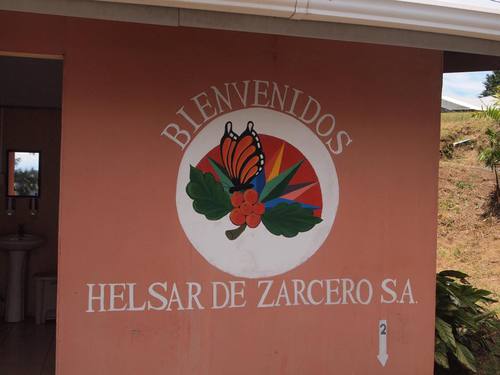 BIENVENIDOS
HELSAR DE ZARCERO S.A.
2